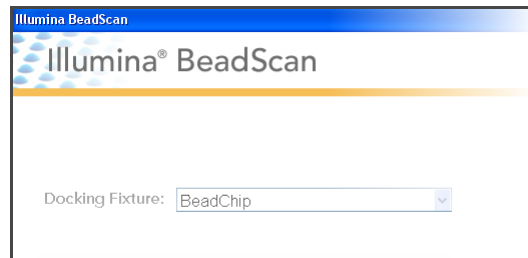 Illumina BeadScan
Illumina® BeadScan
Docking Fixture: BeadChip